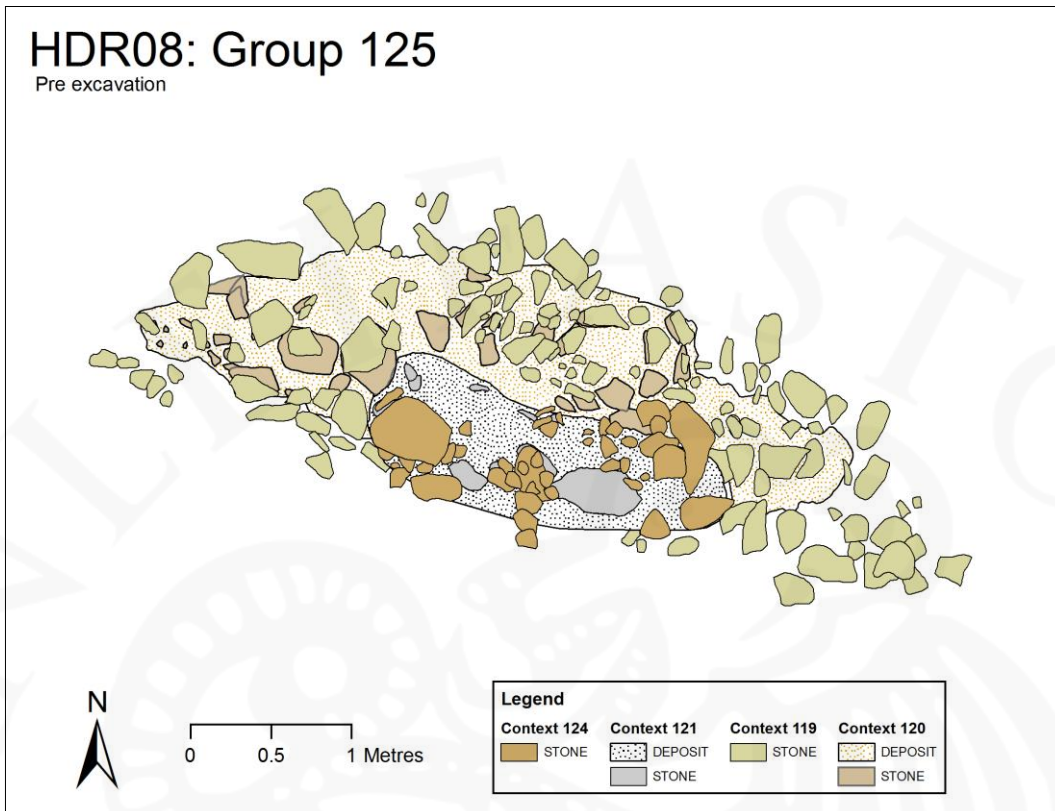 HDR08: Group 125
Pre excavation
N
0 0.5 1 Metres
Legend
Context 124 Context 121 Context 119 Context 120
STONE DEPOSIT STONE DEPOSIT
STONE STONE